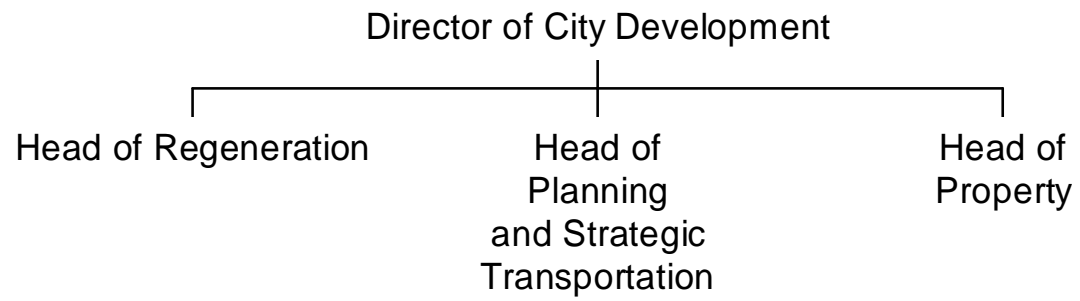 Director of City Development
Head of Regeneration
Head of
Planning
and Strategic
Transportation
Head of
Property